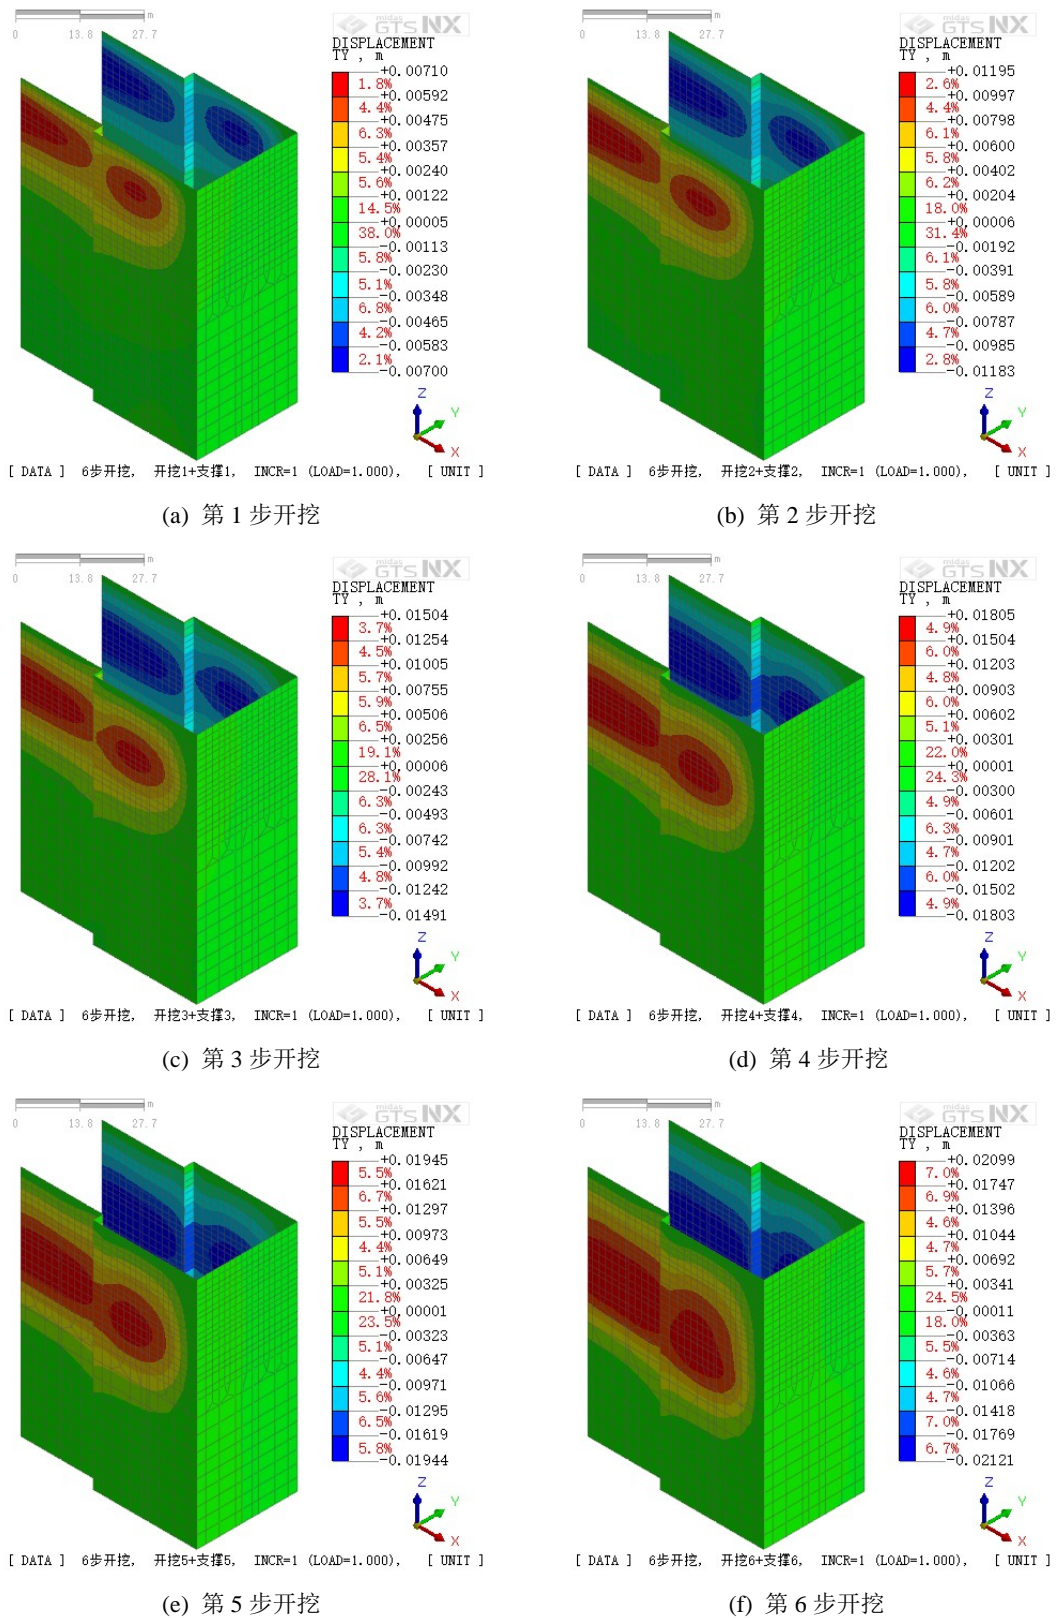 0 13.8 27.7 m
midas
GTS NX
DISPLACEMENT
TY , m
+0.00710
1.8%
+0.00592
4.4%
+0.00475
6.3%
+0.00357
5.4%
+0.00240
5.6%
+0.00122
14.5%
+0.00005
38.0%
-0.00113
5.8%
-0.00230
5.1%
-0.00348
6.8%
-0.00465
4.2%
-0.00583
2.1%
-0.00700
Z
Y
X
[ DATA ] 6步开挖, 开挖1+支撑1, INCR=1 (LOAD=1.000), [ UNIT ]
(a) 第 1 步开挖
0 13.8 27.7 m
midas
GTS NX
DISPLACEMENT
TY , m
+0.01195
2.6%
+0.00997
4.4%
+0.00798
6.1%
+0.00600
5.8%
+0.00402
6.2%
+0.00204
18.0%
+0.00006
31.4%
-0.00192
6.1%
-0.00391
5.8%
-0.00589
6.0%
-0.00787
4.7%
-0.00985
2.8%
-0.01183
Z
Y
X
[ DATA ] 6步开挖, 开挖2+支撑2, INCR=1 (LOAD=1.000), [ UNIT ]
(b) 第 2 步开挖
0 13.8 27.7 m
midas
GTS NX
DISPLACEMENT
TY , m
+0.01504
3.7%
+0.01254
4.5%
+0.01005
5.7%
+0.00755
5.9%
+0.00506
6.5%
+0.00256
19.1%
+0.00006
28.1%
-0.00243
6.3%
-0.00493
6.3%
-0.00742
5.4%
-0.00992
4.8%
-0.01242
3.7%
-0.01491
Z
Y
X
[ DATA ] 6步开挖, 开挖3+支撑3, INCR=1 (LOAD=1.000), [ UNIT ]
(c) 第 3 步开挖
0 13.8 27.7 m
midas
GTS NX
DISPLACEMENT
TY , m
+0.01805
4.9%
+0.01504
6.0%
+0.01203
4.8%
+0.00903
6.0%
+0.00602
5.1%
+0.00301
22.0%
+0.00001
24.3%
-0.00300
4.9%
-0.00601
6.3%
-0.00901
4.7%
-0.01202
6.0%
-0.01502
4.9%
-0.01803
Z
Y
X
[ DATA ] 6步开挖, 开挖4+支撑4, INCR=1 (LOAD=1.000), [ UNIT ]
(d) 第 4 步开挖
0 13.8 27.7 m
midas
GTS NX
DISPLACEMENT
TY , m
+0.01945
5.5%
+0.01621
6.7%
+0.01297
5.5%
+0.00973
4.4%
+0.00649
5.1%
+0.00325
21.8%
+0.00001
23.5%
-0.00323
5.1%
-0.00647
4.4%
-0.00971
5.6%
-0.01295
6.5%
-0.01619
5.8%
-0.01944
Z
Y
X
[ DATA ] 6步开挖, 开挖5+支撑5, INCR=1 (LOAD=1.000), [ UNIT ]
(e) 第 5 步开挖
0 13.8 27.7 m
midas
GTS NX
DISPLACEMENT
TY , m
+0.02099
7.0%
+0.01747
6.9%
+0.01396
4.6%
+0.01044
4.7%
+0.00692
5.7%
+0.00341
24.5%
-0.00011
18.0%
-0.00363
5.5%
-0.00714
4.6%
-0.01066
4.7%
-0.01418
7.0%
-0.01769
6.7%
-0.02121
Z
Y
X
[ DATA ] 6步开挖, 开挖6+支撑6, INCR=1 (LOAD=1.000), [ UNIT ]
(f) 第 6 步开挖